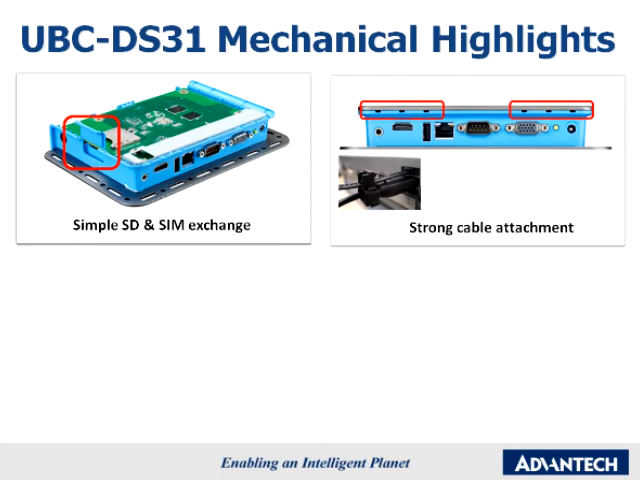 UBC-DS31 Mechanical Highlights
Simple SD & SIM exchange
Strong cable attachment
Enabling an Intelligent Planet
ADVANTECH